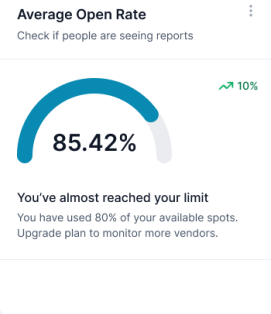 Average Open Rate
Check if people are seeing reports
10%
85.42%
You’ve almost reached your limit
You have used 80% of your available spots.
Upgrade plan to monitor more vendors.